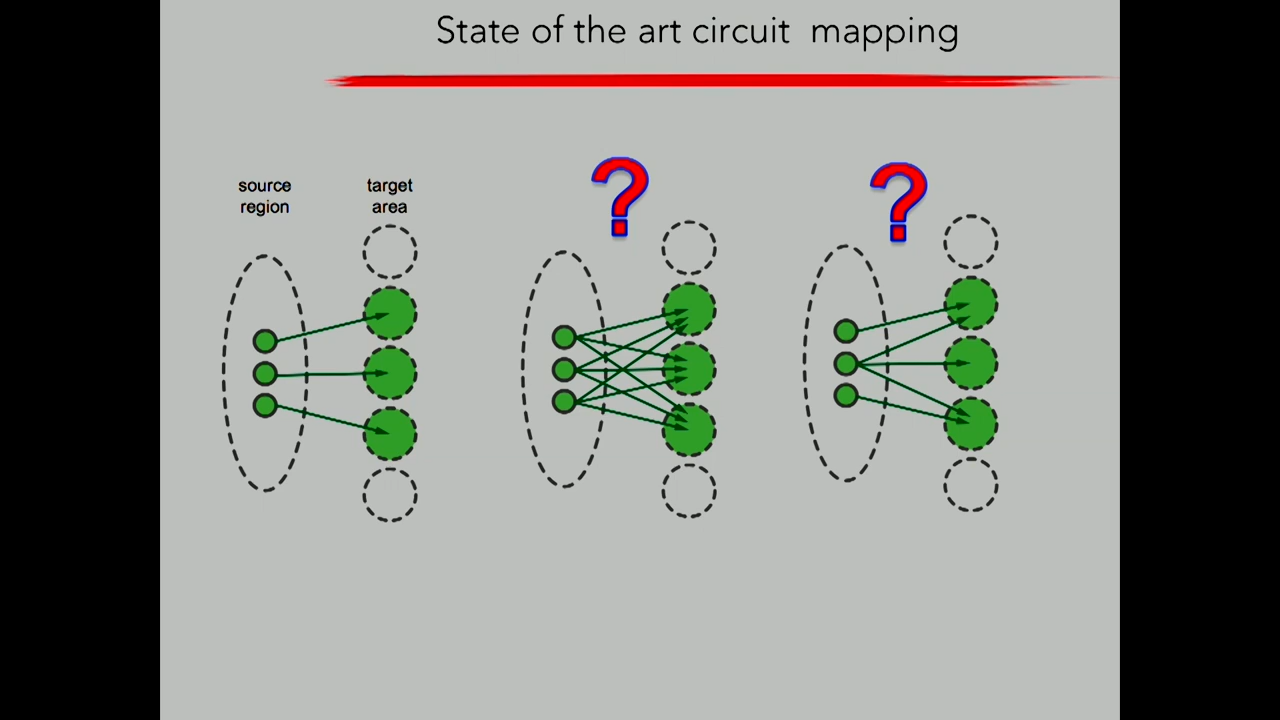 State of the art circuit mapping
source
region
target
area
?
?